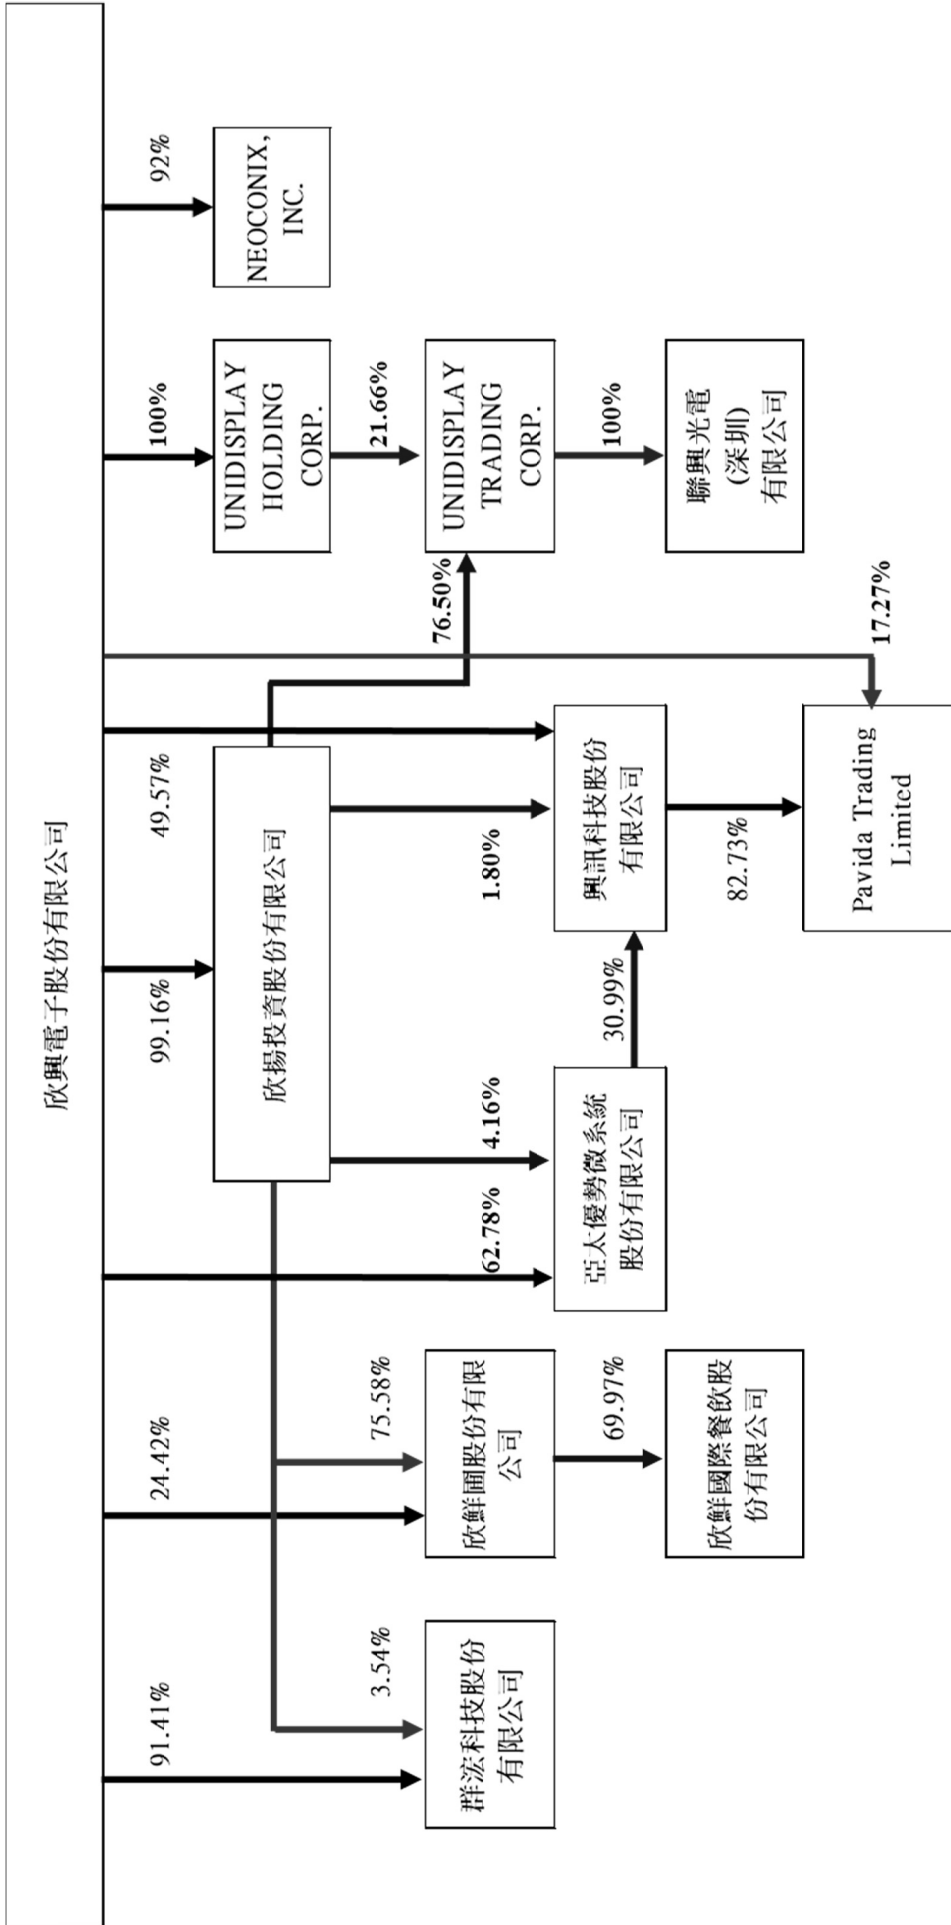 欣興電子股份有限公司
91.41%
24.42%
99.16%
49.57%
100%
92%
欣揚投資股份有限公司
UNIDISPLAY
HOLDING
CORP.
NEOCONIX,
INC.
3.54%
75.58%
62.78%
4.16%
1.80%
76.50%
21.66%
群浤科技股份
有限公司
欣鮮圃股份有限
公司
亞太優勢微系統
股份有限公司
30.99%
興訊科技股份
有限公司
UNIDISPLAY
TRADING
CORP.
69.97%
82.73%
100%
欣鮮國際餐飲股
份有限公司
Pavida Trading
Limited
17.27%
聯興光電
(深圳)
有限公司